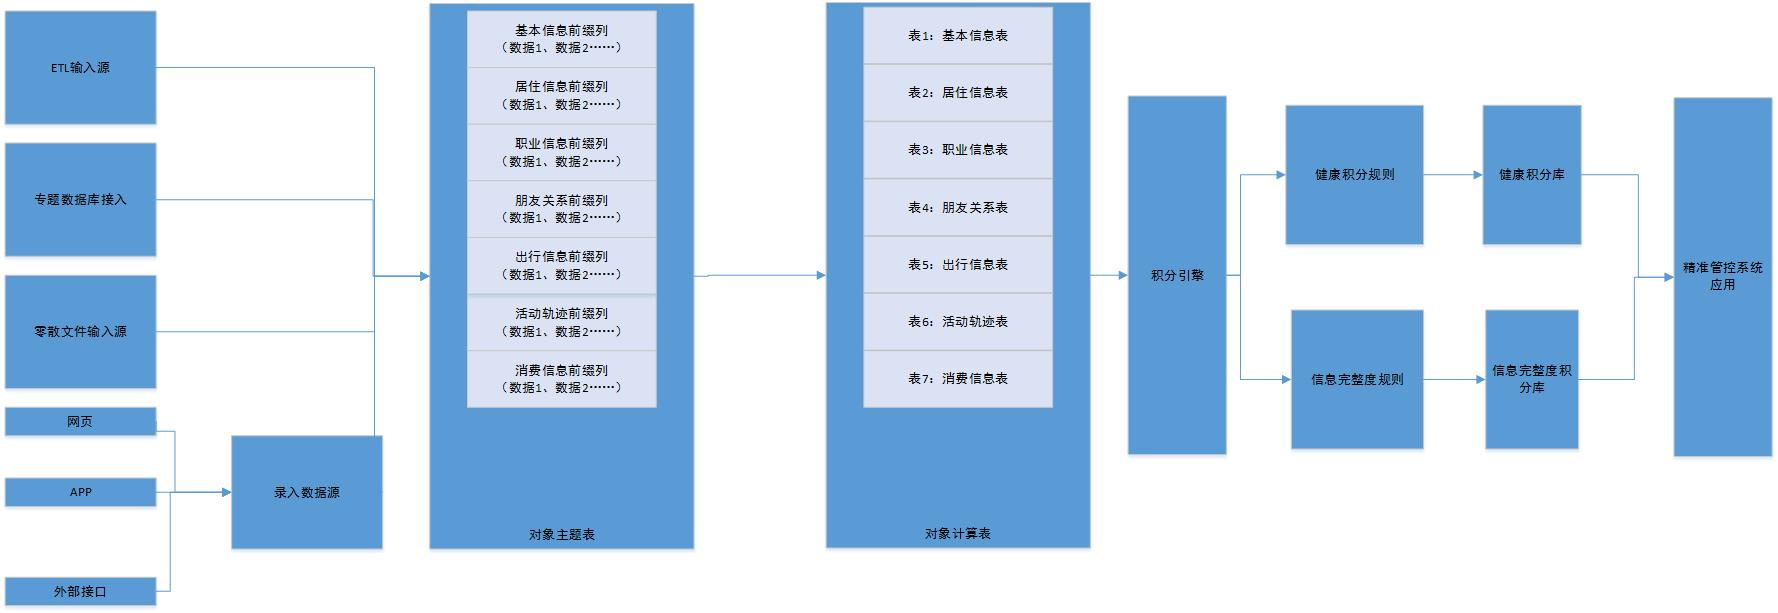 ETL输入源
专题数据库接入
零散文件输入源
网页
APP
外部接口
录入数据源
基本信息前缀列
（数据1、数据2……）
居住信息前缀列
（数据1、数据2……）
职业信息前缀列
（数据1、数据2……）
朋友关系前缀列
（数据1、数据2……）
出行信息前缀列
（数据1、数据2……）
活动轨迹前缀列
（数据1、数据2……）
消费信息前缀列
（数据1、数据2……）
对象主题表
表1：基本信息表
表2：居住信息表
表3：职业信息表
表4：朋友关系表
表5：出行信息表
表6：活动轨迹表
表7：消费信息表
对象计算表
积分引擎
健康积分规则
健康积分库
信息完整度规则
信息完整度积
分库
精准管控系统
应用